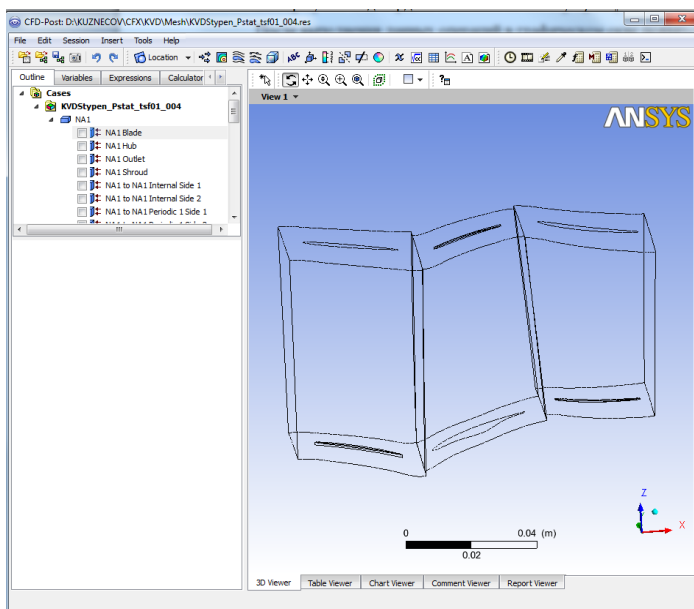 CFD-Post: D:\KUZNECOV\CFX\KVD\Mesh\KVDStypen_Pstat_tsf01_004.res
File Edit Session Insert Tools Help
Location
Outline Variables Expressions Calculator
View 1
Cases
KVDStypen_Pstat_tsf01_004
NA1
NA1 Blade
NA1 Hub
NA1 Outlet
NA1 Shroud
NA1 to NA1 Internal Side 1
NA1 to NA1 Internal Side 2
NA1 to NA1 Periodic 1 Side 1
ANSYS
Z
X
0 0.04 (m)
0.02
3D Viewer Table Viewer Chart Viewer Comment Viewer Report Viewer